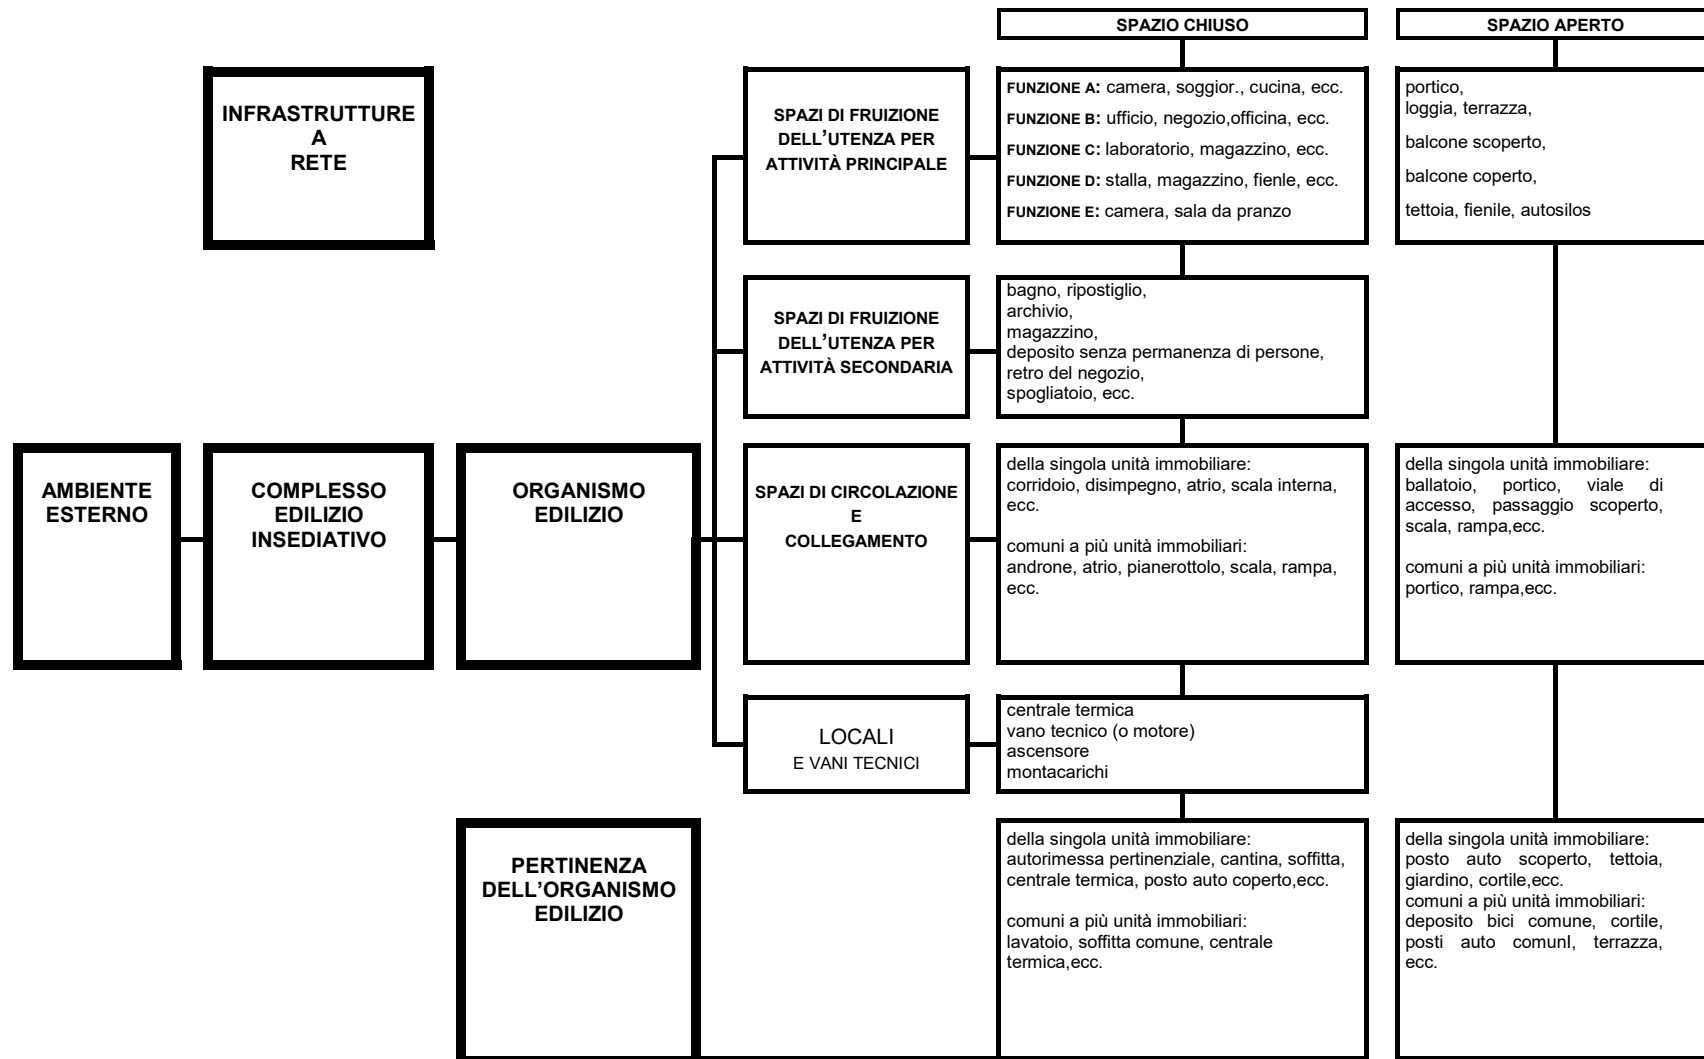 SPAZIO CHIUSO
SPAZIO APERTO
INFRASTRUTTURE
A
RETE
SPAZI DI FRUIZIONE
DELL'UTENZA PER
ATTIVITÀ PRINCIPALE
FUNZIONE A: camera, soggior., cucina, ecc.
FUNZIONE B: ufficio, negozio,officina, ecc.
FUNZIONE C: laboratorio, magazzino, ecc.
FUNZIONE D: stalla, magazzino, fienle, ecc.
FUNZIONE E: camera, sala da pranzo
portico,
loggia, terrazza,
balcone scoperto,
balcone coperto,
tettoia, fienile, autosilos
SPAZI DI FRUIZIONE
DELL'UTENZA PER
ATTIVITÀ SECONDARIA
bagno, ripostiglio,
archivio,
magazzino,
deposito senza permanenza di persone,
retro del negozio,
spogliatoio, ecc.
AMBIENTE
ESTERNO
COMPLESSO
EDILIZIO
INSEDIATIVO
ORGANISMO
EDILIZIO
SPAZI DI CIRCOLAZIONE
E
COLLEGAMENTO
della singola unità immobiliare:
corridoio, disimpegno, atrio, scala interna,
ecc.
comuni a più unità immobiliari:
androne, atrio, pianerottolo, scala, rampa,
ecc.
della singola unità immobiliare:
ballatoio, portico, viale di
accesso, passaggio scoperto,
scala, rampa,ecc.
comuni a più unità immobiliari:
portico, rampa,ecc.
LOCALI
E VANI TECNICI
centrale termica
vano tecnico (o motore)
ascensore
montacarichi
PERTINENZA
DELL'ORGANISMO
EDILIZIO
della singola unità immobiliare:
autorimessa pertinenziale, cantina, soffitta,
centrale termica, posto auto coperto,ecc.
comuni a più unità immobiliari:
lavatoio, soffitta comune, centrale
termica,ecc.
della singola unità immobiliare:
posto auto scoperto, tettoia,
giardino, cortile,ecc.
comuni a più unità immobiliari:
deposito bici comune, cortile,
posti auto comunI, terrazza,
ecc.